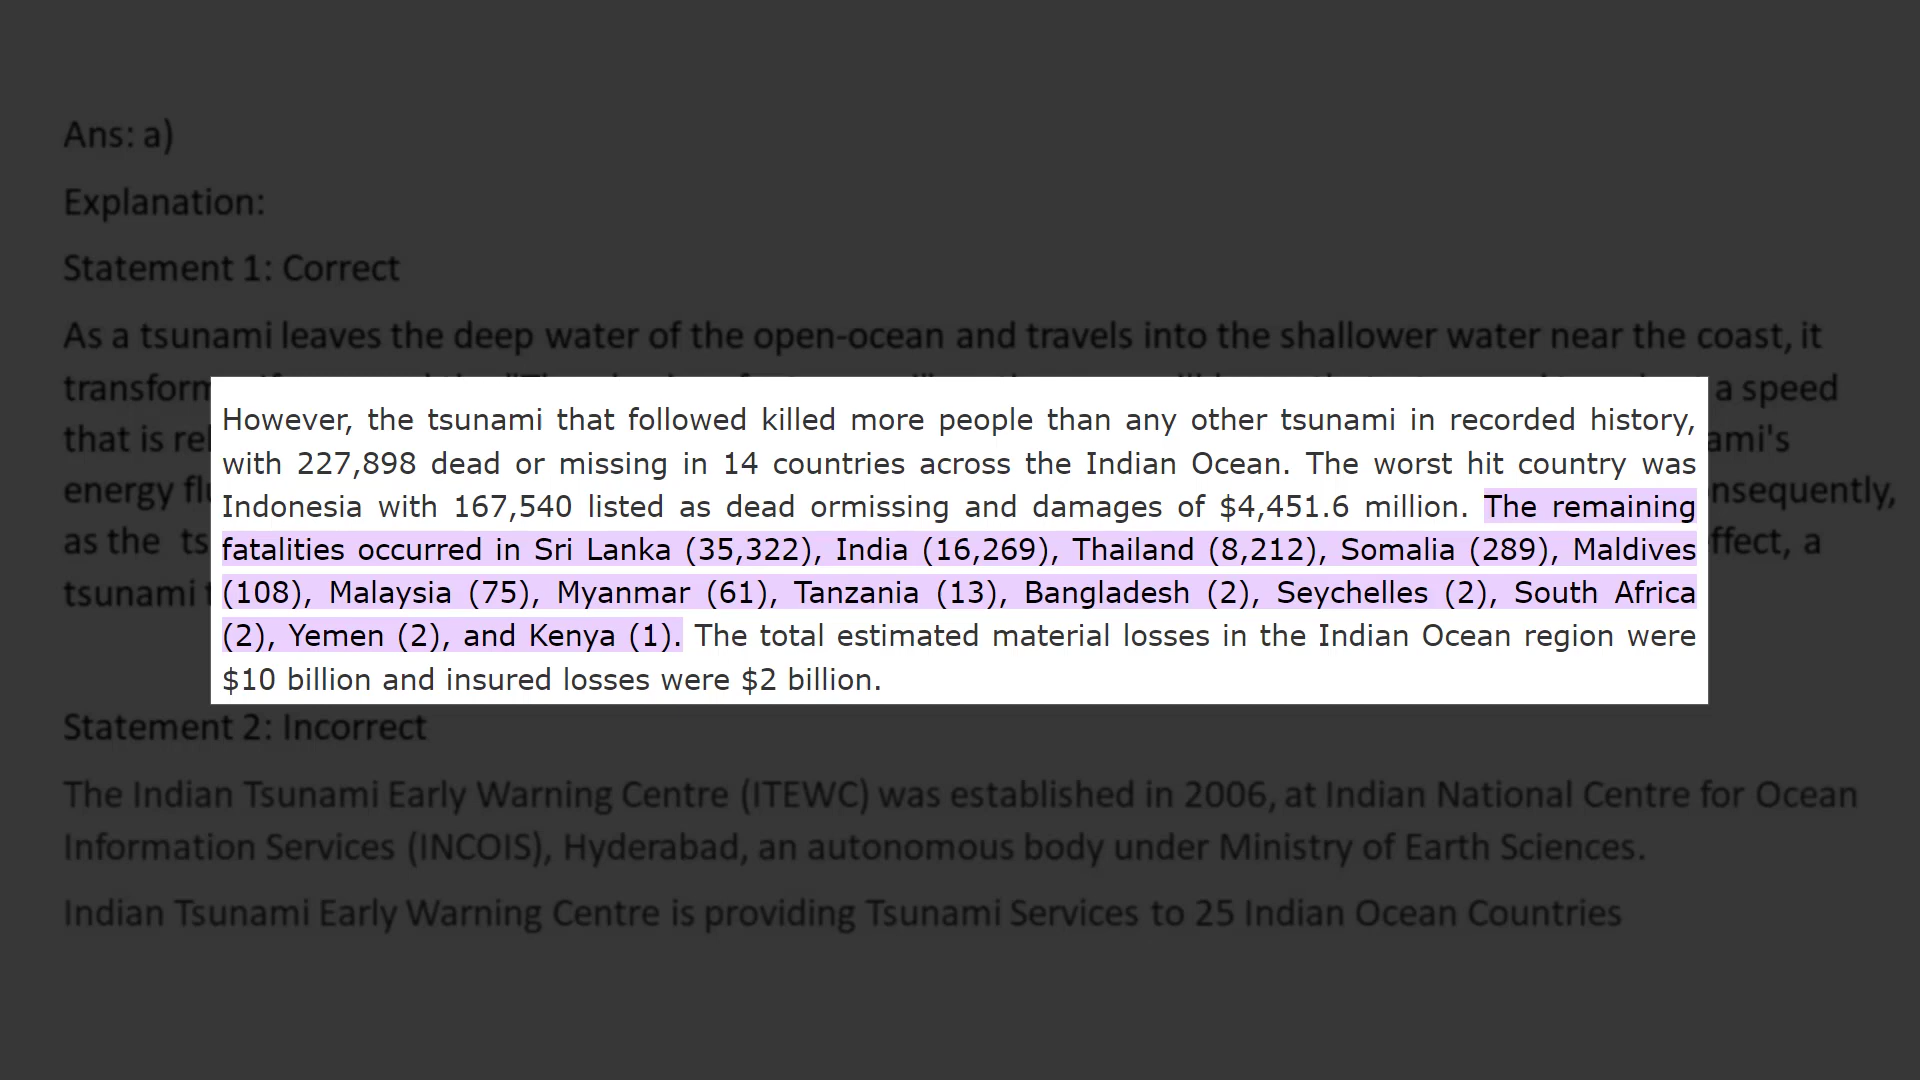 Ans: a)
Explanation:
Statement 1: Correct
As a tsunami leaves the deep water of the open-ocean and travels into the shallower water near the coast, it
transform a speed
that is rel ami's
energy flu nsequently,
as the ts ffect, a
tsunami t
However, the tsunami that followed killed more people than any other tsunami in recorded history,
with 227,898 dead or missing in 14 countries across the Indian Ocean. The worst hit country was
Indonesia with 167,540 listed as dead ormissing and damages of $4,451.6 million. The remaining
fatalities occurred in Sri Lanka (35,322), India (16,269), Thailand (8,212), Somalia (289), Maldives
(108), Malaysia (75), Myanmar (61), Tanzania (13), Bangladesh (2), Seychelles (2), South Africa
(2), Yemen (2), and Kenya (1). The total estimated material losses in the Indian Ocean region were
$10 billion and insured losses were $2 billion.
Statement 2: Incorrect
The Indian Tsunami Early Warning Centre (ITEWC) was established in 2006, at Indian National Centre for Ocean
Information Services (INCOIS), Hyderabad, an autonomous body under Ministry of Earth Sciences.
Indian Tsunami Early Warning Centre is providing Tsunami Services to 25 Indian Ocean Countries